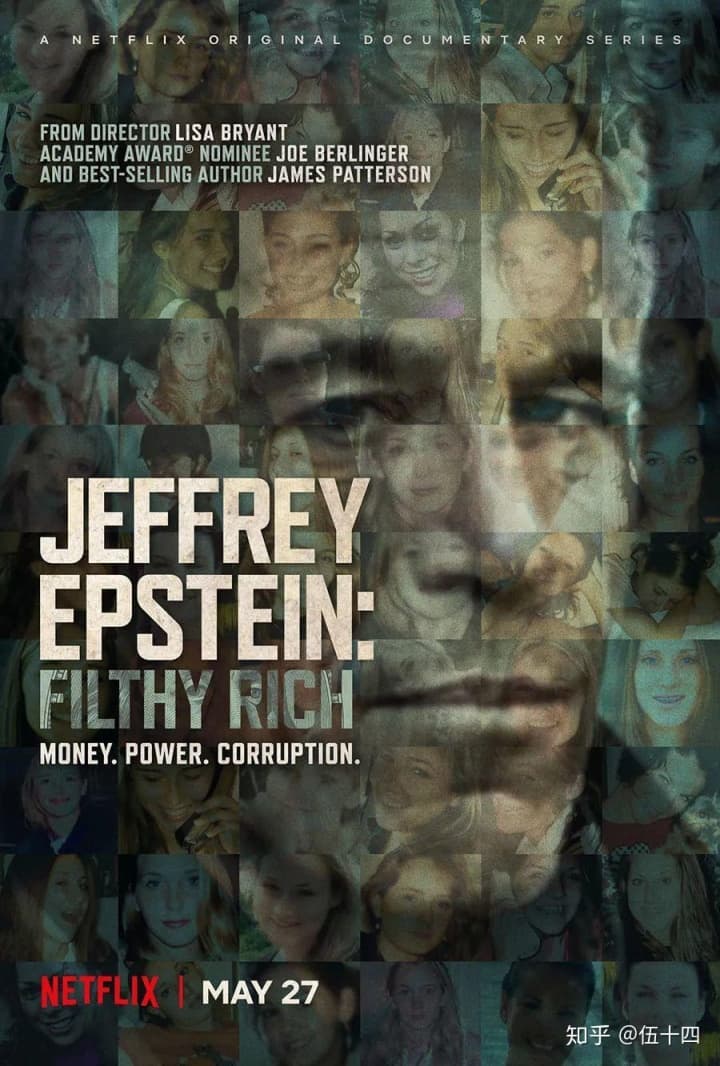 A NETFLIX ORIGINAL DOCUMENTARY SERIES
FROM DIRECTOR LISA BRYANT
ACADEMY AWARD® NOMINEE JOE BERLINGER
AND BEST-SELLING AUTHOR JAMES PATTERSON
JEFFREY
EPSTEIN:
FILTHY RICH
MONEY. POWER. CORRUPTION.
NETFLIX | MAY 27
知乎 @伍十四